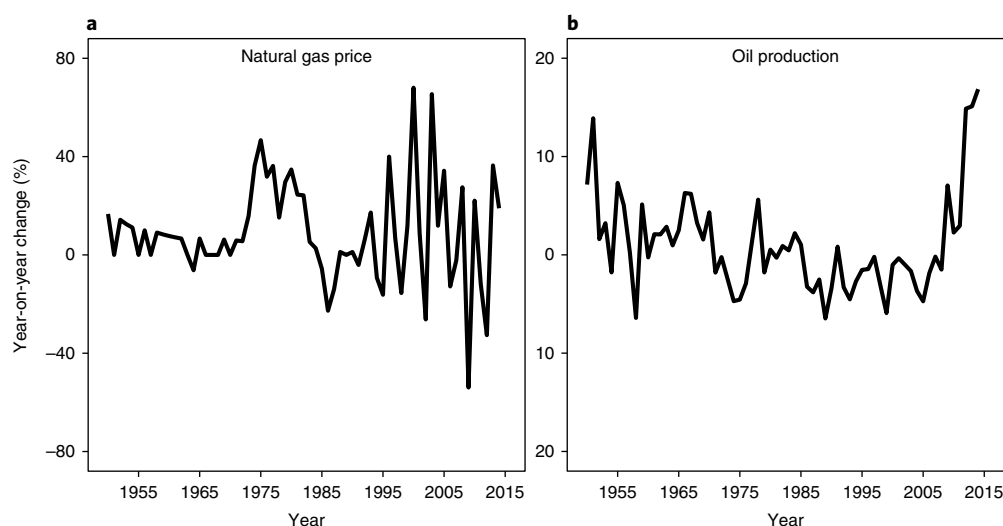 a
Natural gas price
80
40
0
–40
–80
Year-on-year change (%)
1955 1965 1975 1985 1995 2005 2015
Year
b
Oil production
20
10
0
10
20
1955 1965 1975 1985 1995 2005 2015
Year